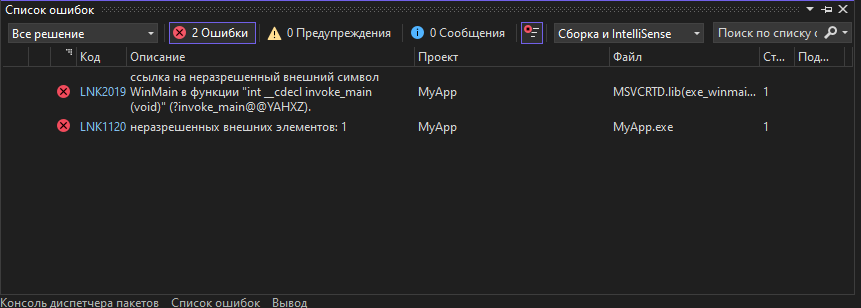 Список ошибок
Все решение
2 Ошибки
0 Предупреждения
0 Сообщения
Сборка и IntelliSense
Поиск по списку о
Код Описание Проект Файл Ст... Под...
ссылка на неразрешенный внешний символ
LNK2019 WinMain в функции "int __cdecl invoke_main MyApp MSVCRTD.lib(exe_winmai... 1
(void)" (?invoke_main@@YAHXZ).
LNK1120 неразрешенных внешних элементов: 1 MyApp MyApp.exe 1
Консоль диспетчера пакетов Список ошибок Вывод